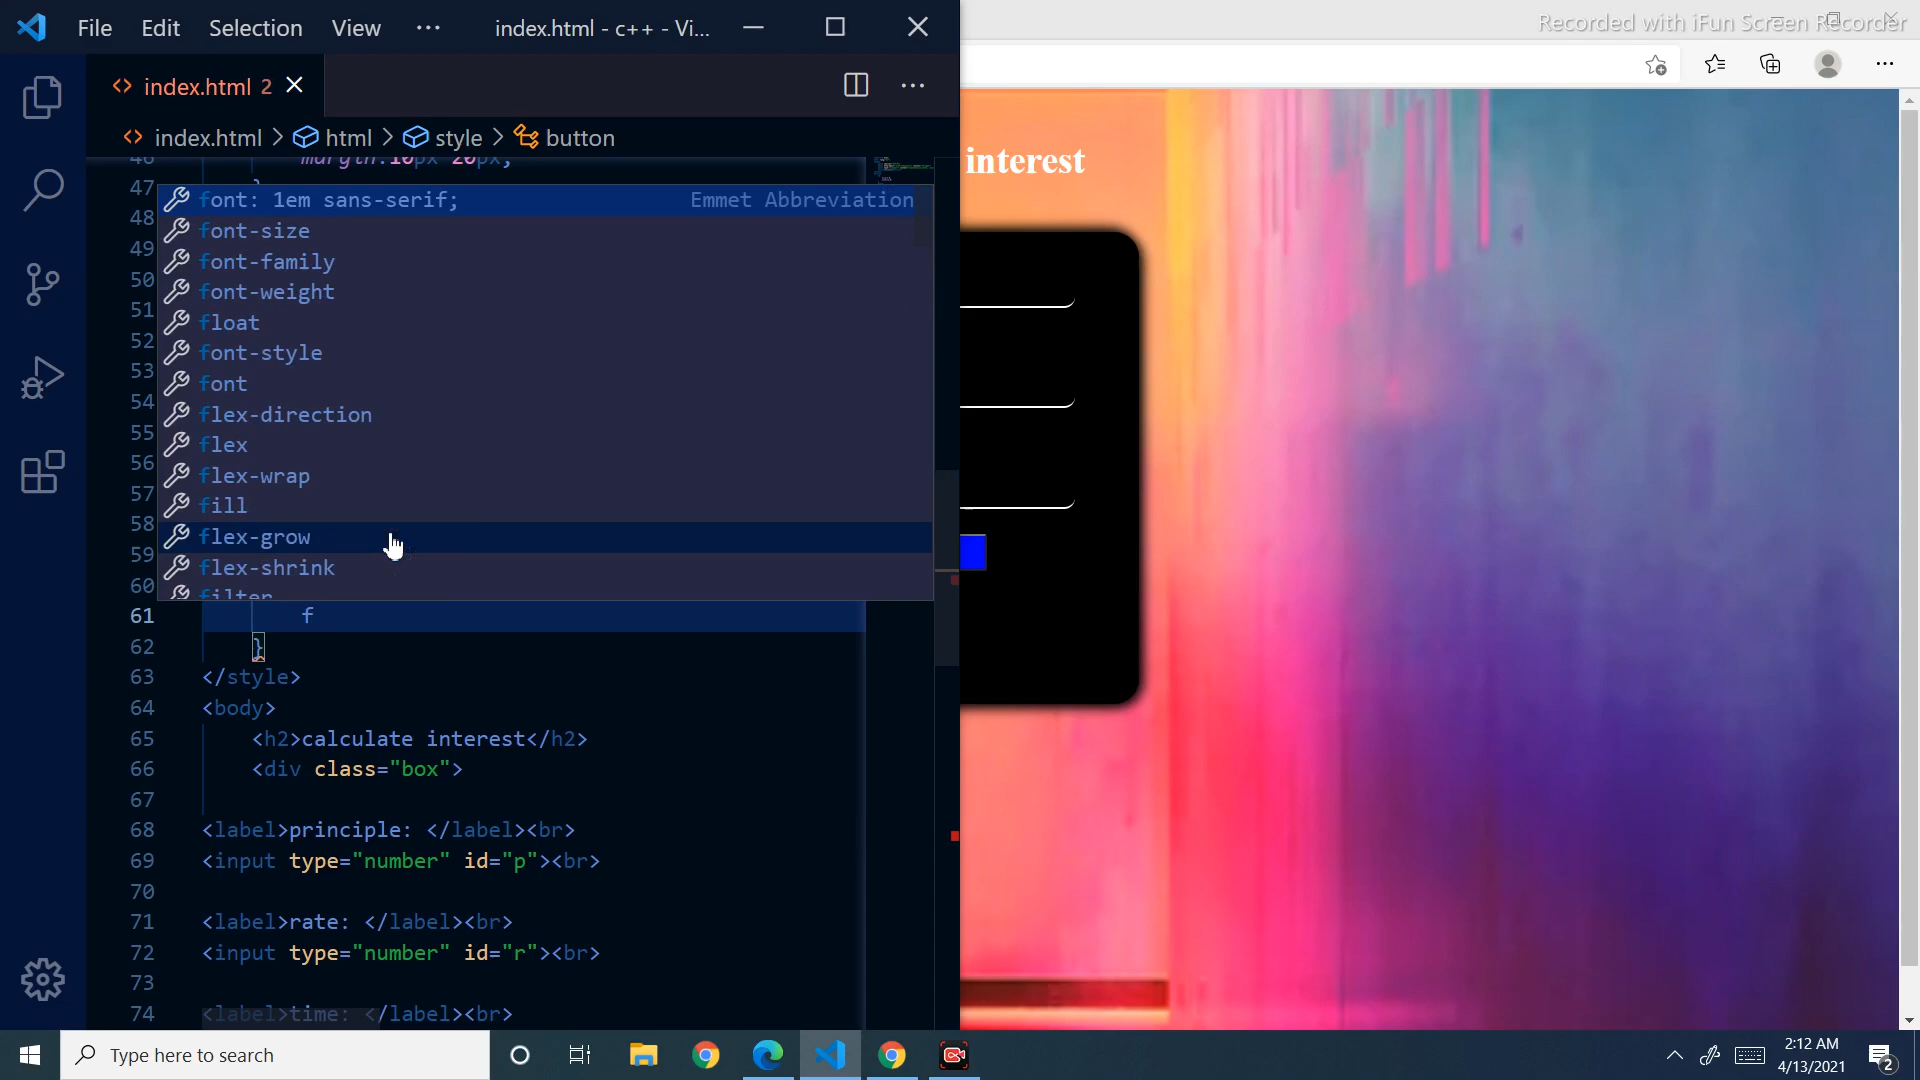 File Edit Selection View ··· index.html - c++ - Vi...
Recorded with iFun Screen Recorder
index.html 2
index.html > html > style > button
interest
46 margin:10px 20px;
47 }
48
49
50
51
52
53
54
55
56
57
58
59
60
font: 1em sans-serif; Emmet Abbreviation
font-size
font-family
font-weight
float
font-style
font
flex-direction
flex
flex-wrap
fill
flex-grow
flex-shrink
filter
61 f
62 }
63 </style>
64 <body>
65 <h2>calculate interest</h2>
66 <div class="box">
67
68 <label>principle: </label><br>
69 <input type="number" id="p"><br>
70
71 <label>rate: </label><br>
72 <input type="number" id="r"><br>
73
74 <label>time: </label><br>
Type here to search
2:12 AM
4/13/2021
2